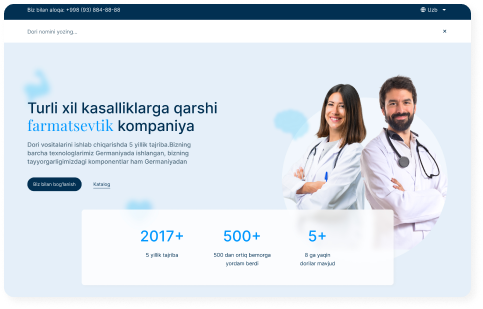 Biz bilan aloqa: +998 (93) 884-88-88
Uzb
Dori nomini yozing...
Turli xil kasalliklarga qarshi
farmatsevtik kompaniya
Dori vositalarini ishlab chiqarishda 5 yillik tajriba.Bizning
barcha texnologlarimiz Germaniyada ishlangan, bizning
tayyorgarligimizdagi komponentlar ham Germaniyadan
Biz bilan bog'lanish
Katalog
2017+
500+
5+
5 yillik tajriba
500 dan ortiq bemorga
yordam berdi
6 ga yaqin
dorilar mavjud